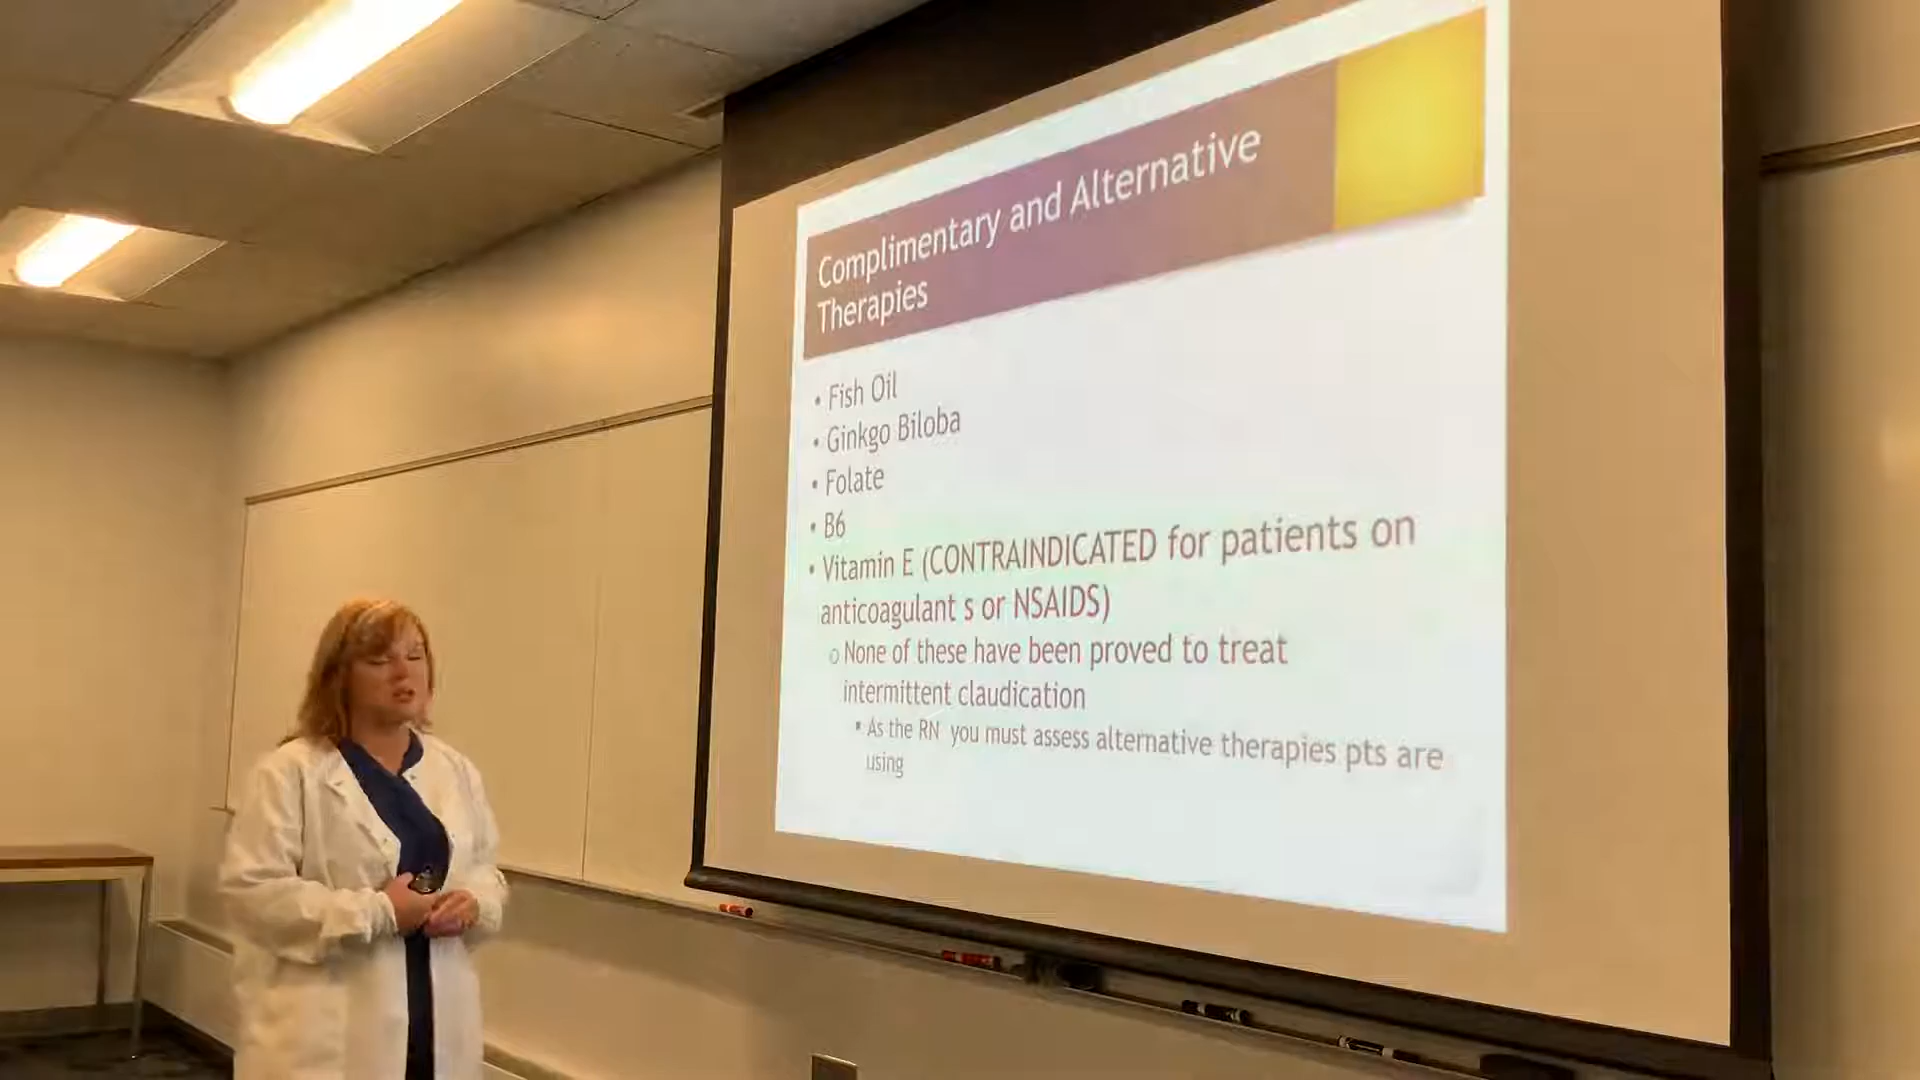 Complimentary and Alternative
Therapies
• Fish Oil
• Ginkgo Biloba
• Folate
• B6
• Vitamin E (CONTRAINDICATED for patients on
anticoagulant s or NSAIDS)
o None of these have been proved to treat
intermittent claudication
▪ As the RN you must assess alternative therapies pts are
using